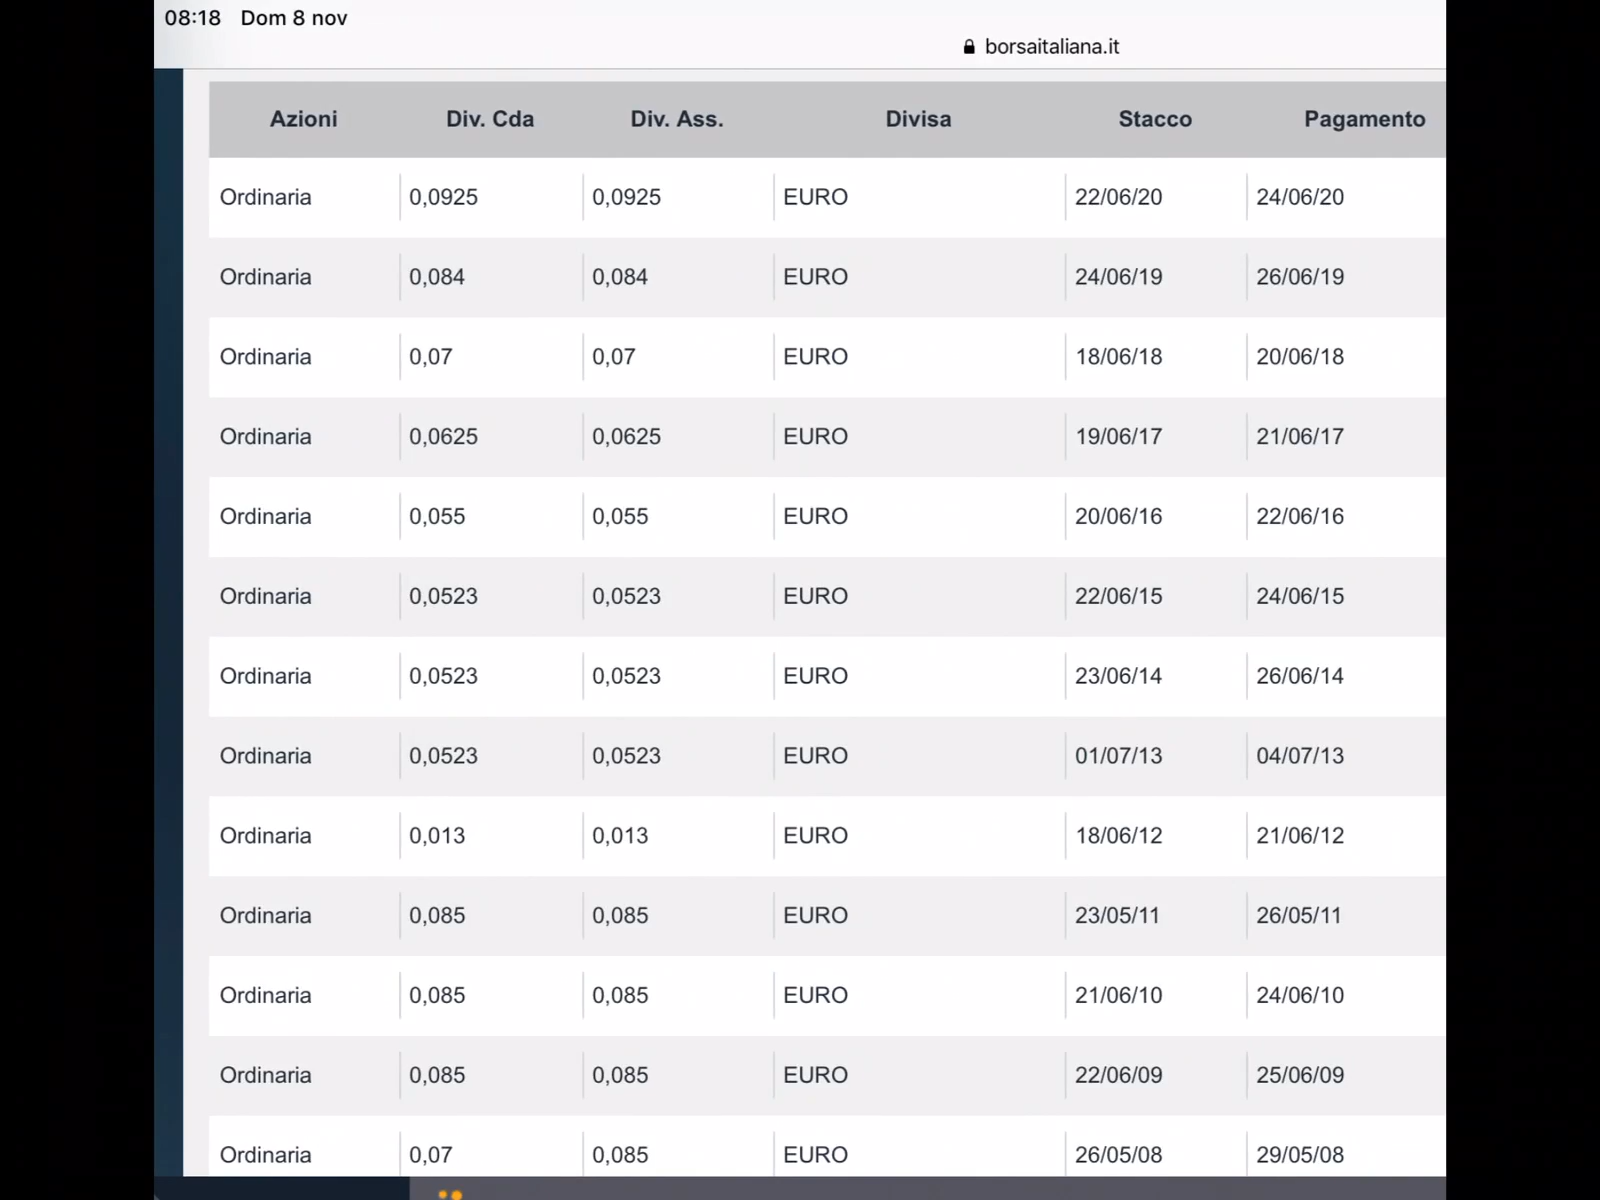 08:18 Dom 8 nov
borsaitaliana.it
Azioni Div. Cda Div. Ass. Divisa Stacco Pagamento
Ordinaria 0,0925 0,0925 EURO 22/06/20 24/06/20
Ordinaria 0,084 0,084 EURO 24/06/19 26/06/19
Ordinaria 0,07 0,07 EURO 18/06/18 20/06/18
Ordinaria 0,0625 0,0625 EURO 19/06/17 21/06/17
Ordinaria 0,055 0,055 EURO 20/06/16 22/06/16
Ordinaria 0,0523 0,0523 EURO 22/06/15 24/06/15
Ordinaria 0,0523 0,0523 EURO 23/06/14 26/06/14
Ordinaria 0,0523 0,0523 EURO 01/07/13 04/07/13
Ordinaria 0,013 0,013 EURO 18/06/12 21/06/12
Ordinaria 0,085 0,085 EURO 23/05/11 26/05/11
Ordinaria 0,085 0,085 EURO 21/06/10 24/06/10
Ordinaria 0,085 0,085 EURO 22/06/09 25/06/09
Ordinaria 0,07 0,085 EURO 26/05/08 29/05/08